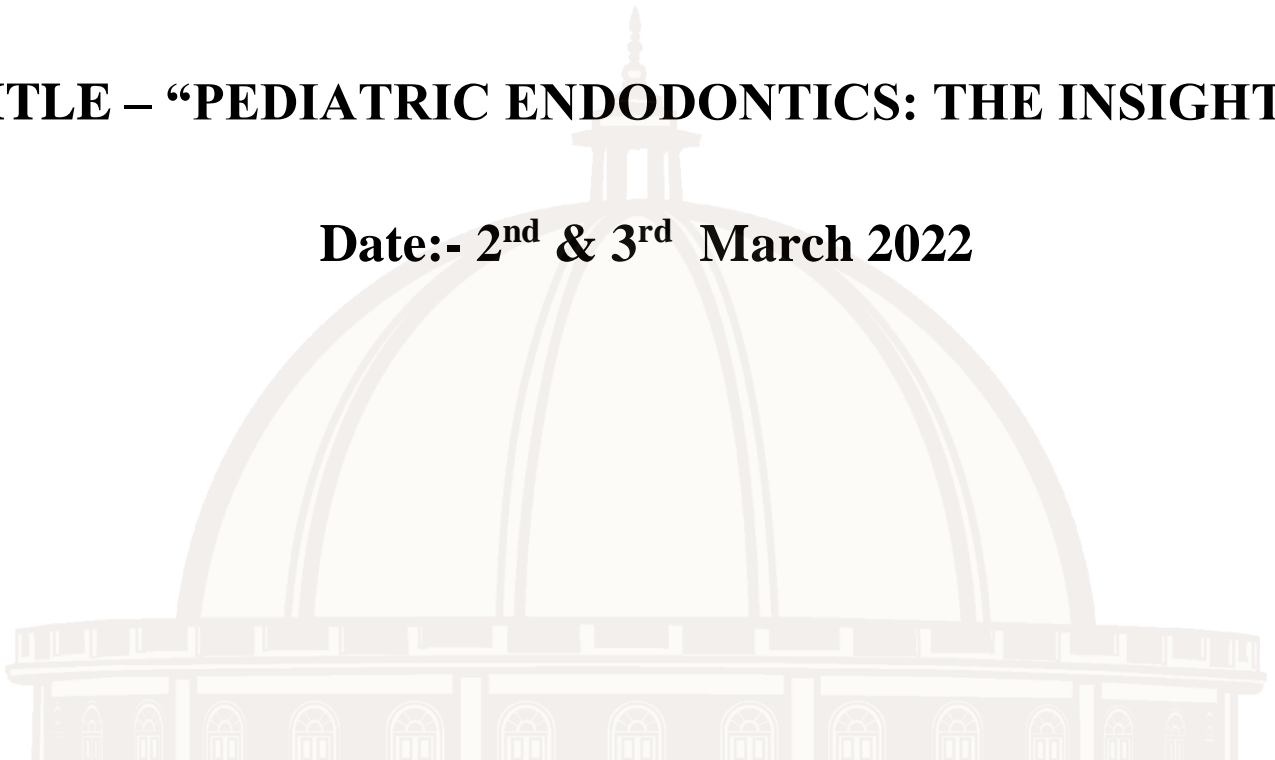 ITLE – “PEDIATRIC ENDODONTICS: THE INSIGHT
Date:- 2nd & 3rd March 2022